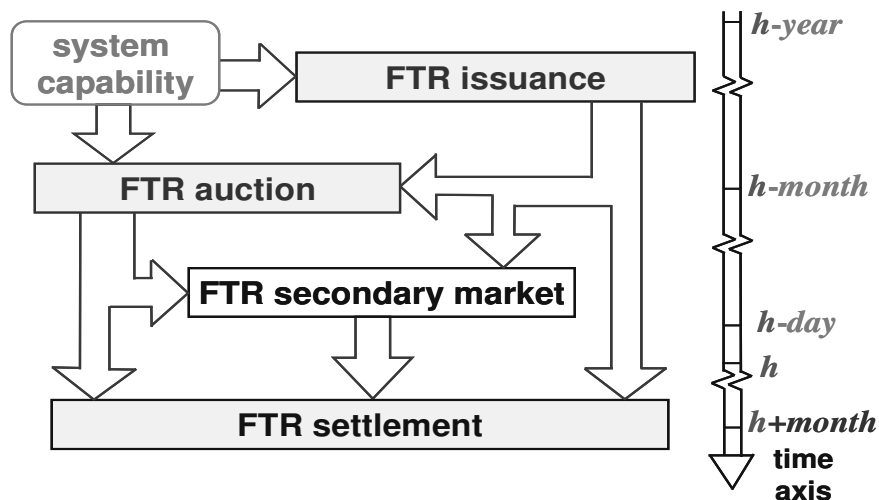 system
capability
FTR issuance
h-year
FTR auction
h-month
FTR secondary market
h-day
h
FTR settlement
h+month
time
axis